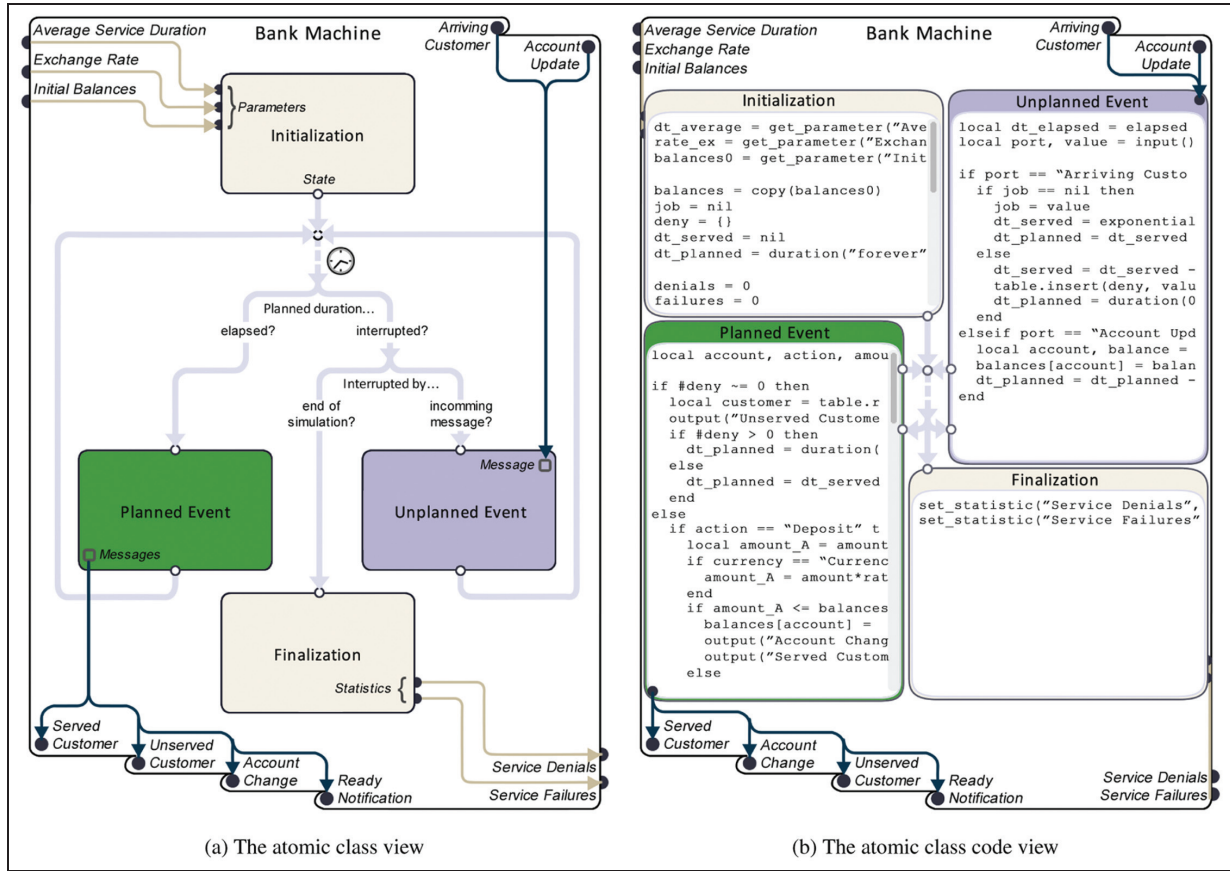 Bank Machine
Average Service Duration
Exchange Rate
Initial Balances
Arriving
Customer
Account
Update
} Parameters
Initialization
State
Planned duration...
elapsed?
interrupted?
Interrupted by...
end of
simulation?
incomming
message?
Planned Event
Messages
Message
Unplanned Event
Finalization
Statistics {
Served
Customer
Unserved
Customer
Account
Change
Ready
Notification
Service Denials
Service Failures
(a) The atomic class view
Bank Machine
Average Service Duration
Exchange Rate
Initial Balances
Arriving
Customer
Account
Update
Initialization
dt_average = get_parameter("Ave
rate_ex = get_parameter("Exchan
balances0 = get_parameter("Init
balances = copy(balances0)
job = nil
deny = {}
dt_served = nil
dt_planned = duration("forever"
denials = 0
failures = 0
Unplanned Event
local dt_elapsed = elapsed
local port, value = input()
if port == "Arriving Custo
if job == nil then
job = value
dt_served = exponential
dt_planned = dt_served
else
dt_served = dt_served -
table.insert(deny, valu
dt_planned = duration(0
end
elseif port == "Account Upd
local account, balance =
balances[account] = balan
dt_planned = dt_planned -
end
Planned Event
local account, action, amou
if #deny ~= 0 then
local customer = table.r
output("Unserved Custome
if #deny > 0 then
dt_planned = duration(
else
dt_planned = dt_served
end
else
if action == "Deposit" t
local amount_A = amount
if currency == "Currenc
amount_A = amount*rat
end
if amount_A <= balances
balances[account] =
output("Account Chang
output("Served Custom
else
Finalization
set_statistic("Service Denials",
set_statistic("Service Failures"
Served
Customer
Account
Change
Unserved
Customer
Ready
Notification
Service Denials
Service Failures
(b) The atomic class code view